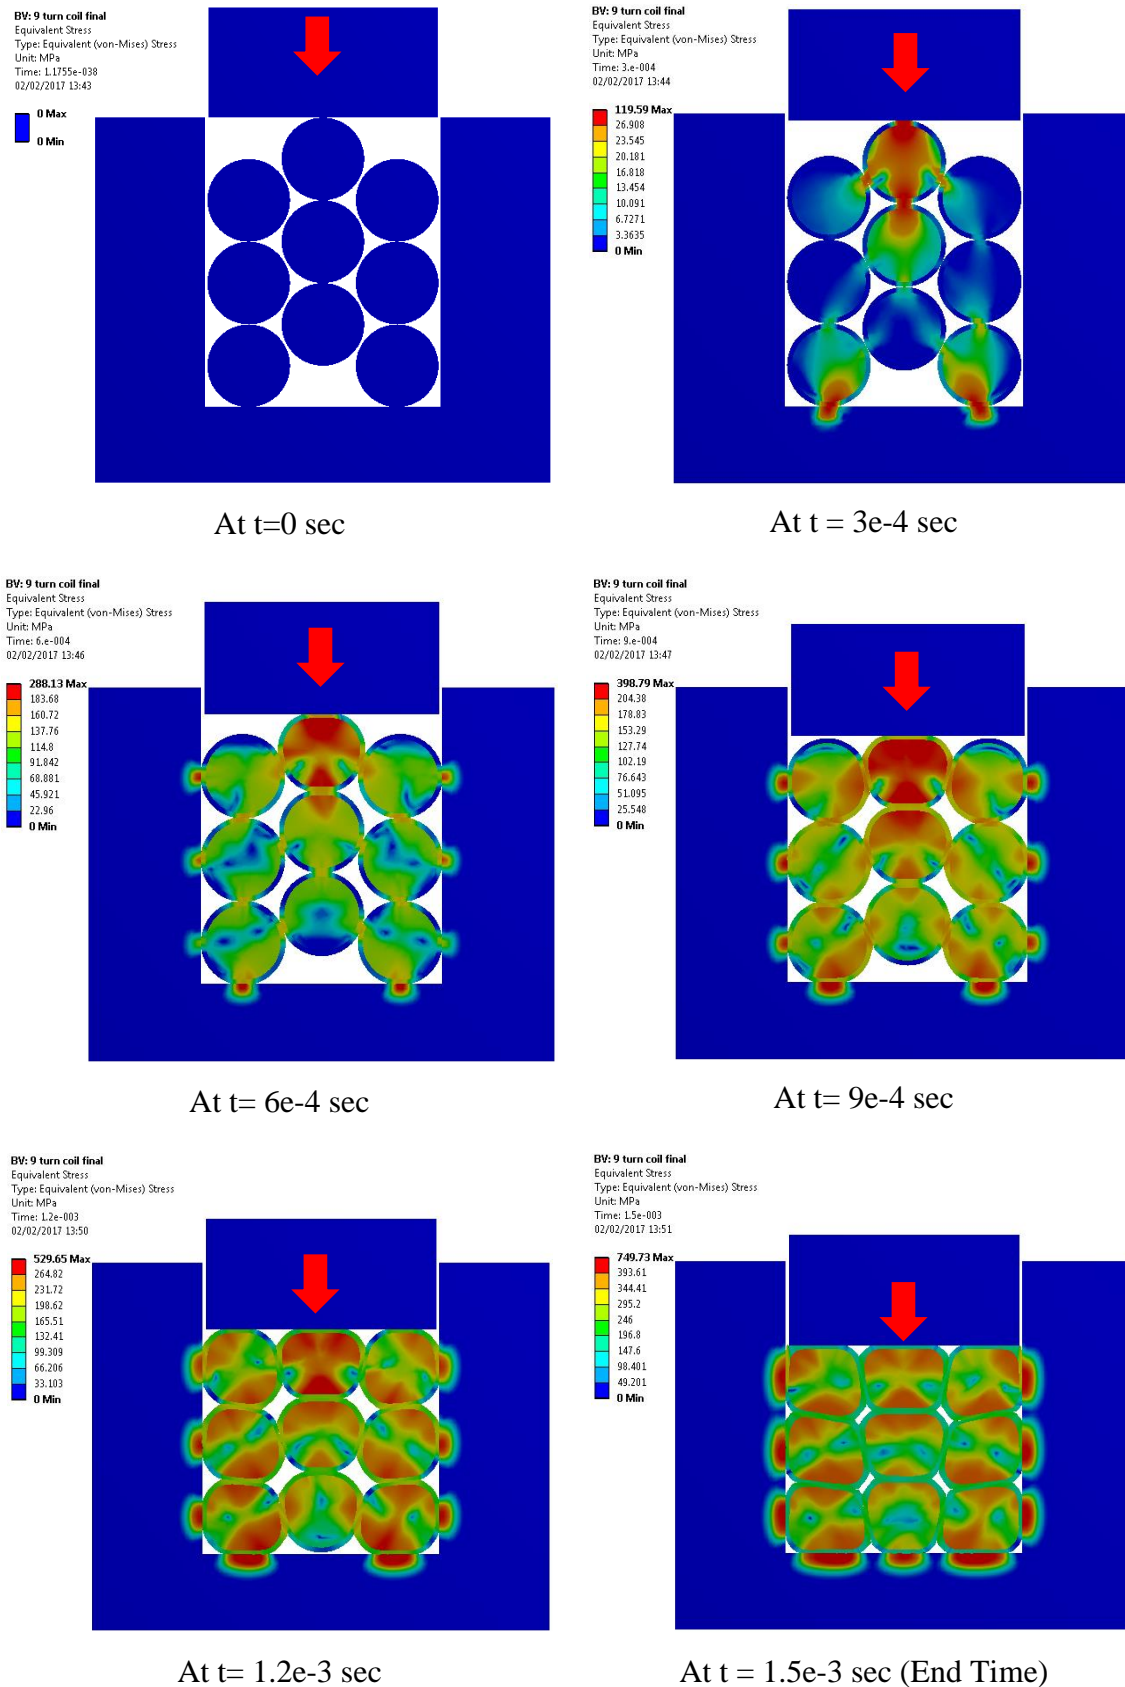 BV: 9 turn coil final
Equivalent Stress
Type: Equivalent (von-Mises) Stress
Unit: MPa
Time: 1.1755e-038
02/02/2017 13:43
0 Max
0 Min
At t=0 sec
BV: 9 turn coil final
Equivalent Stress
Type: Equivalent (von-Mises) Stress
Unit: MPa
Time: 3.e-004
02/02/2017 13:44
119.59 Max
26.908
23.545
20.181
16.818
13.454
10.091
6.7271
3.3635
0 Min
At t = 3e-4 sec
BV: 9 turn coil final
Equivalent Stress
Type: Equivalent (von-Mises) Stress
Unit: MPa
Time: 6.e-004
02/02/2017 13:46
288.13 Max
183.68
160.72
137.76
114.8
91.842
68.881
45.921
22.96
0 Min
At t= 6e-4 sec
BV: 9 turn coil final
Equivalent Stress
Type: Equivalent (von-Mises) Stress
Unit: MPa
Time: 9.e-004
02/02/2017 13:47
398.79 Max
204.38
178.83
153.29
127.74
102.19
76.643
51.095
25.548
0 Min
At t= 9e-4 sec
BV: 9 turn coil final
Equivalent Stress
Type: Equivalent (von-Mises) Stress
Unit: MPa
Time: 1.2e-003
02/02/2017 13:50
529.65 Max
264.82
231.72
198.62
165.51
132.41
99.309
66.206
33.103
0 Min
At t= 1.2e-3 sec
BV: 9 turn coil final
Equivalent Stress
Type: Equivalent (von-Mises) Stress
Unit: MPa
Time: 1.5e-003
02/02/2017 13:51
749.73 Max
393.61
344.41
295.2
246
196.8
147.6
98.401
49.201
0 Min
At t = 1.5e-3 sec (End Time)